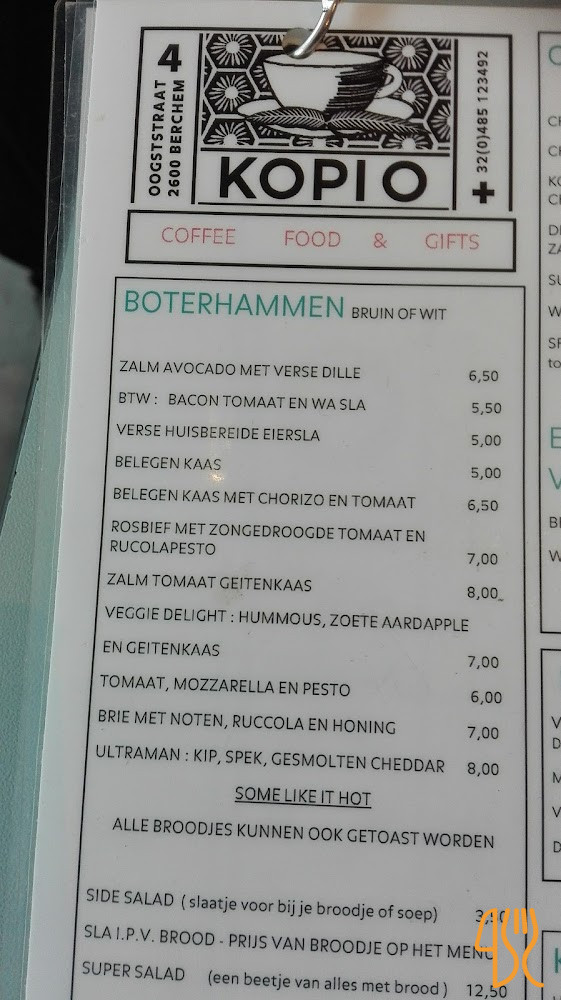 OOGSTSTRAAT 4
2600 BERCHEM
+ 32(0)485 123492
KOPI O
COFFEE FOOD & GIFTS
BOTERHAMMEN BRUIN OF WIT
ZALM AVOCADO MET VERSE DILLE 6,50
BTW : BACON TOMAAT EN WA SLA 5,50
VERSE HUISBEREIDE EIERSLA 5,00
BELEGEN KAAS 5,00
BELEGEN KAAS MET CHORIZO EN TOMAAT 6,50
ROSBIEF MET ZONGEDROOGDE TOMAAT EN
RUCOLAPESTO 7,00
ZALM TOMAAT GEITENKAAS 8,00
VEGGIE DELIGHT : HUMMOUS, ZOETE AARDAPPLE
EN GEITENKAAS 7,00
TOMAAT, MOZZARELLA EN PESTO 6,00
BRIE MET NOTEN, RUCCOLA EN HONING 7,00
ULTRAMAN : KIP, SPEK, GESMOLTEN CHEDDAR 8,00
SOME LIKE IT HOT
ALLE BROODJES KUNNEN OOK GETOAST WORDEN
SIDE SALAD ( slaatje voor bij je broodje of soep) 3,50
SLA I.P.V. BROOD - PRIJS VAN BROODJE OP HET MENU
SUPER SALAD (een beetje van alles met brood ) 12,50